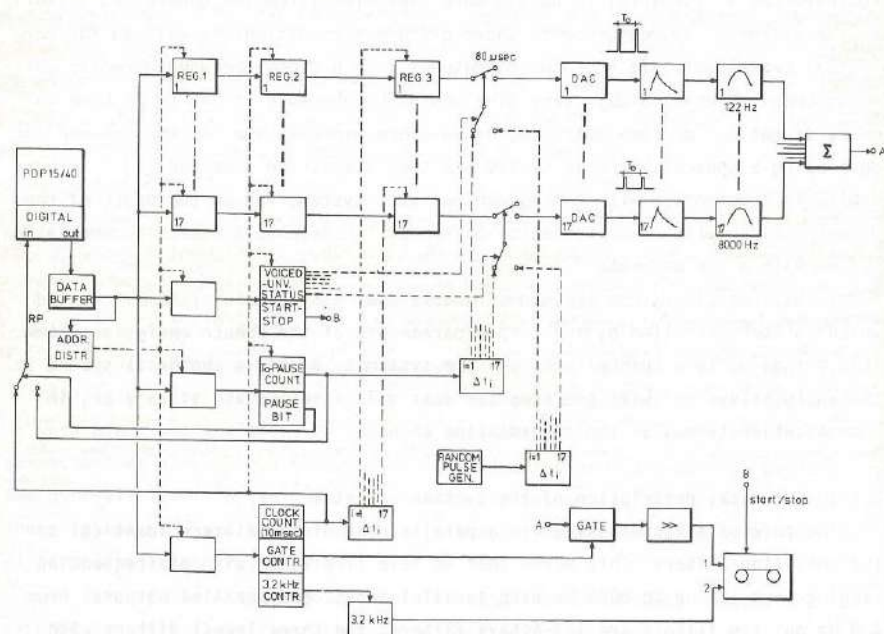 T₀
80 μsec
REG.1
1
REG.2
1
REG.3
1
DAC
1
1
1
122 Hz
PDP15/40
DIGITAL
in out
Σ
A
T₀
17
17
17
DAC
17
17
17
8000 Hz
DATA
BUFFER
RP
ADDR.
DISTR.
VOICED
-UNV.
STATUS
START-
STOP
B
T₀-PAUSE
COUNT.
PAUSE
BIT
i=1 17
Δ tᵢ
RANDOM
PULSE
GEN.
i=1 17
Δ tᵢ
CLOCK
COUNT.
(10msec)
GATE
CONTR.
3.2 kHz
CONTR.
i=1 17
Δ tᵢ
A
GATE
>>
B
start/stop
1
2
3.2 kHz